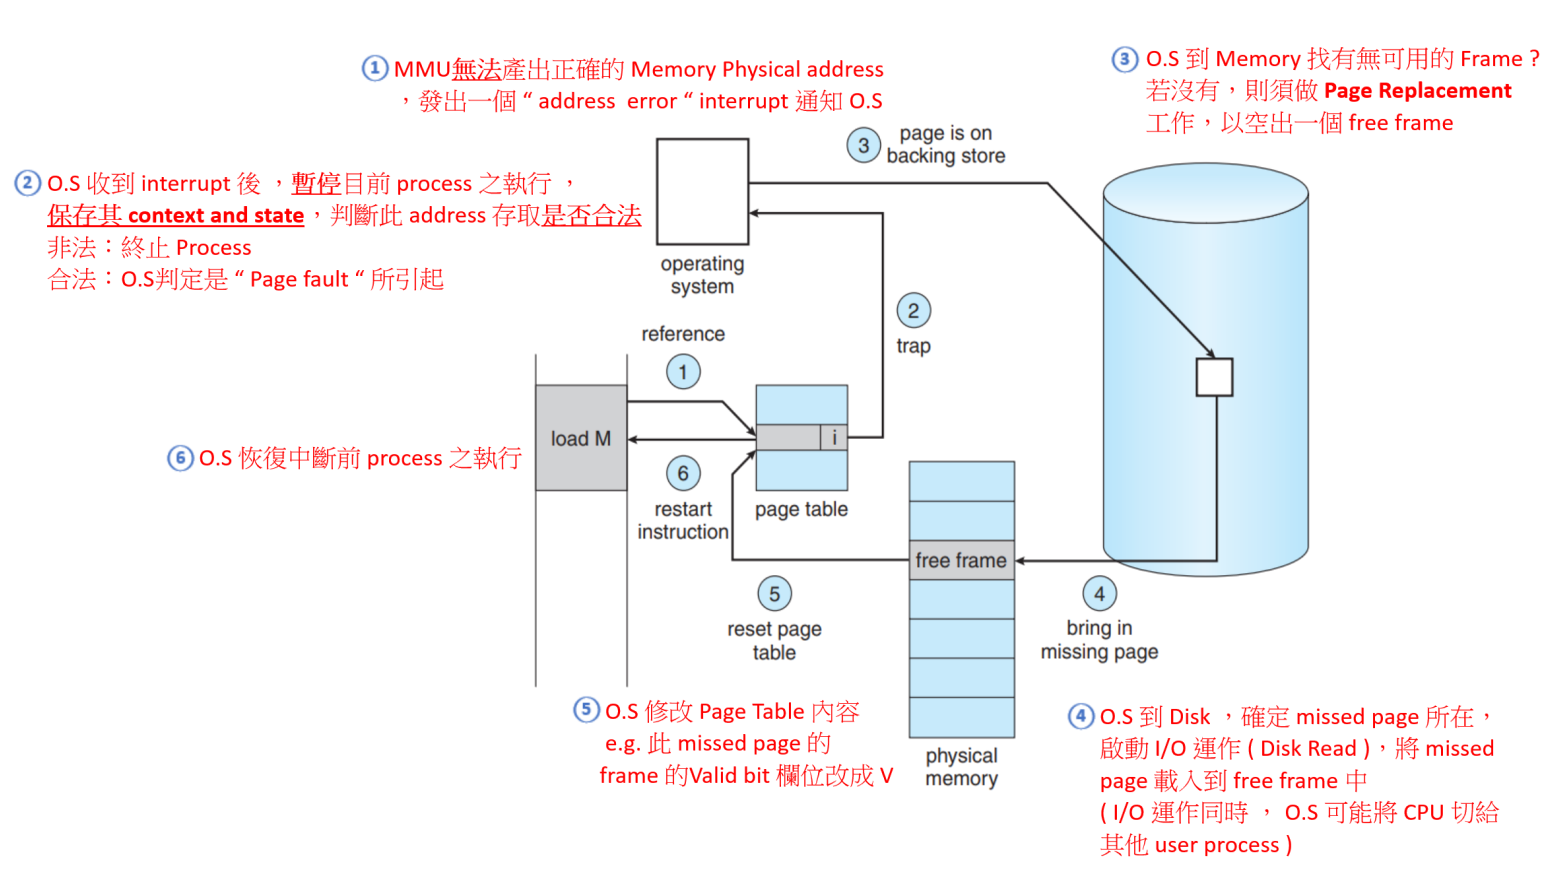 ① MMU無法產出正確的 Memory Physical address
，發出一個 “ address error “ interrupt 通知 O.S
③ O.S 到 Memory 找有無可用的 Frame ?
若沒有，則須做 Page Replacement
工作，以空出一個 free frame
② O.S 收到 interrupt 後 ，暫停目前 process 之執行 ，
保存其 context and state，判斷此 address 存取是否合法
非法：終止 Process
合法：O.S判定是 “ Page fault “ 所引起
3
page is on
backing store
operating
system
2
trap
reference
1
load M
i
⑥ O.S 恢復中斷前 process 之執行
6
restart
instruction
page table
free frame
5
reset page
table
4
bring in
missing page
physical
memory
⑤ O.S 修改 Page Table 內容
e.g. 此 missed page 的
frame 的Valid bit 欄位改成 V
④ O.S 到 Disk ，確定 missed page 所在，
啟動 I/O 運作 ( Disk Read )，將 missed
page 載入到 free frame 中
( I/O 運作同時 ， O.S 可能將 CPU 切給
其他 user process )